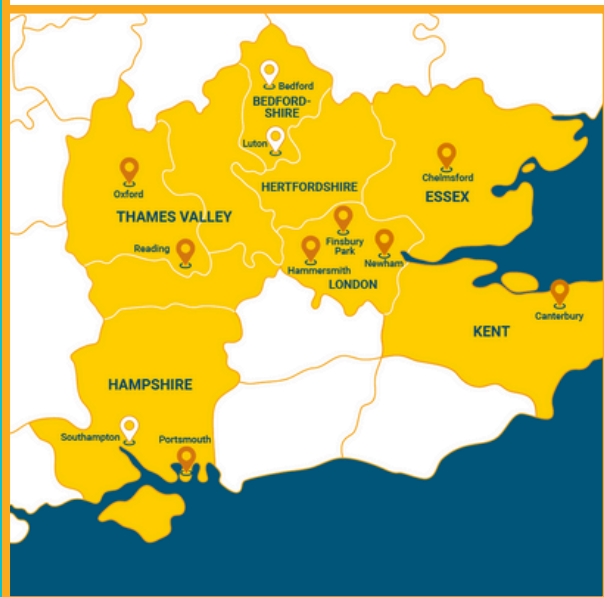 Bedford
BEDFORD-
SHIRE
Luton
Chelmsford
ESSEX
Oxford
HERTFORDSHIRE
THAMES VALLEY
Reading
Finsbury
Park
Newham
Hammersmith
LONDON
Canterbury
KENT
HAMPSHIRE
Southampton
Portsmouth